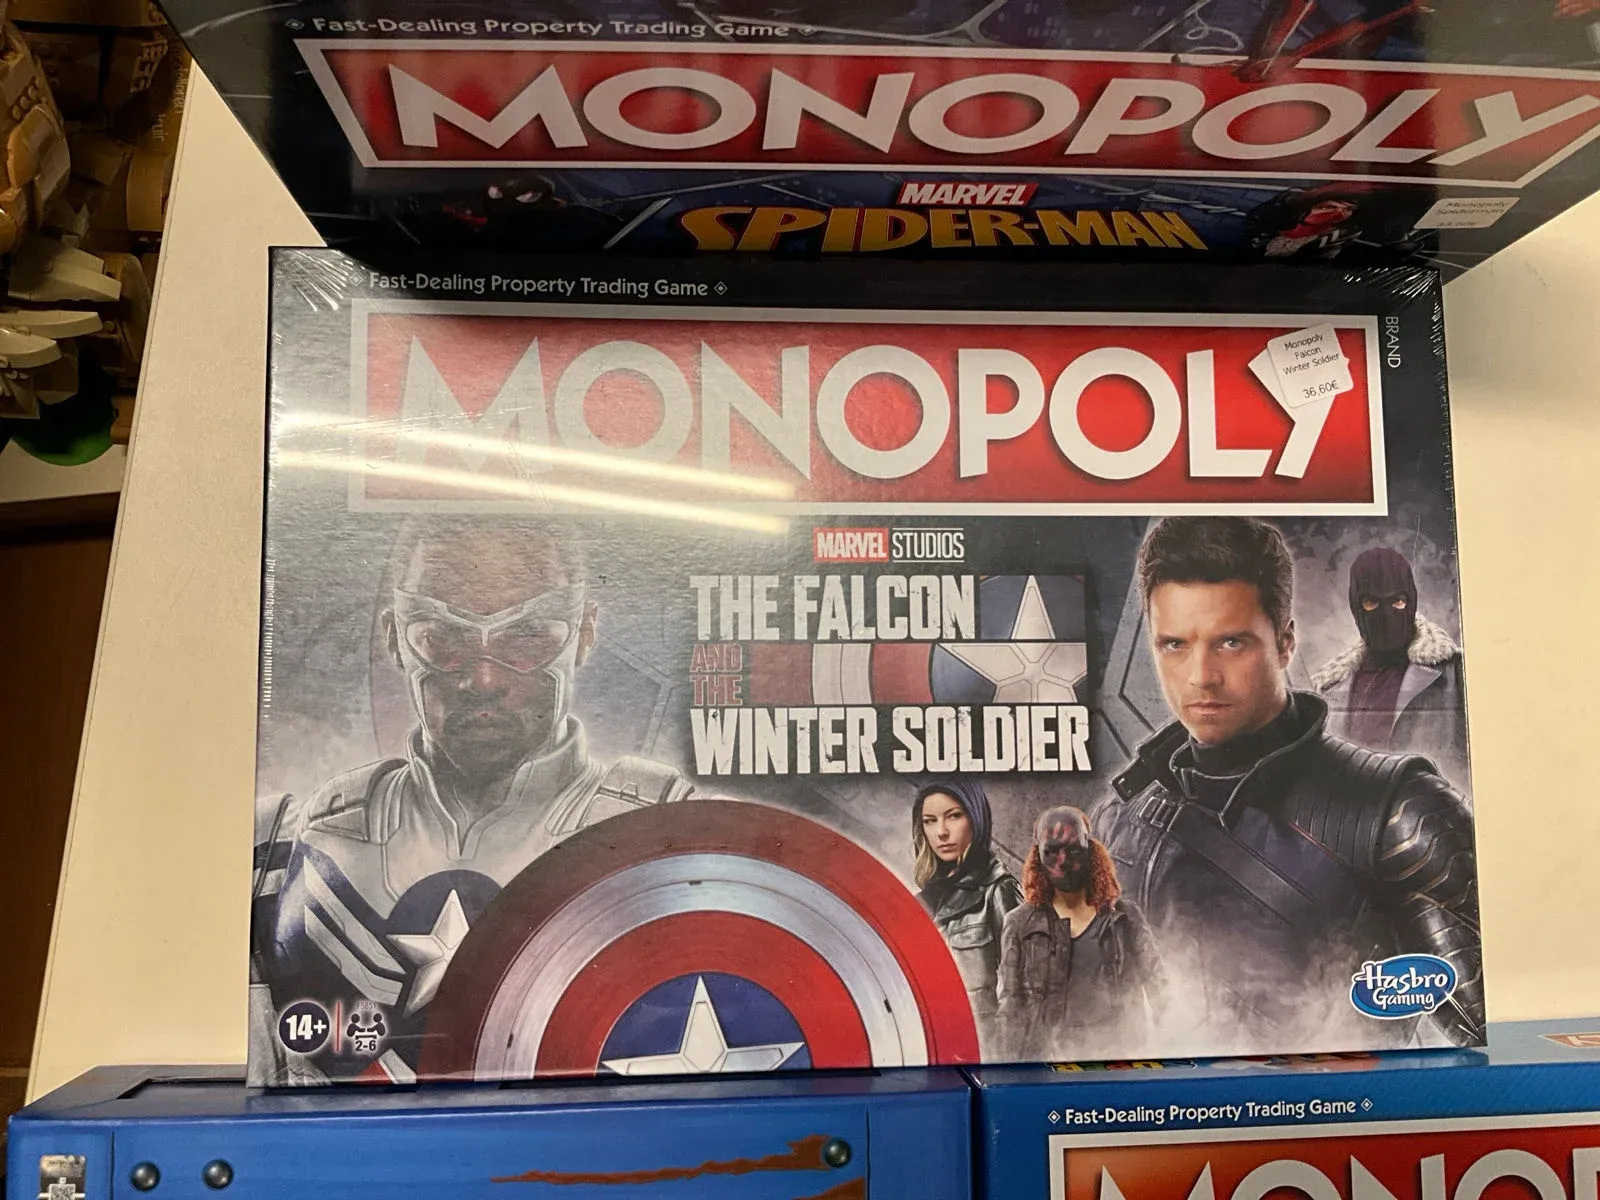 Fast-Dealing Property Trading Game
MONOPOLY
MARVEL
SPIDER-MAN
Monopoly
Spiderman
Fast-Dealing Property Trading Game
MONOPOLY
BRAND
Monopoly
Falcon
Winter Soldier
36,60€
MARVEL STUDIOS
THE FALCON
AND
THE
WINTER SOLDIER
14+
2-6
Hasbro
Gaming
Fast-Dealing Property Trading Game